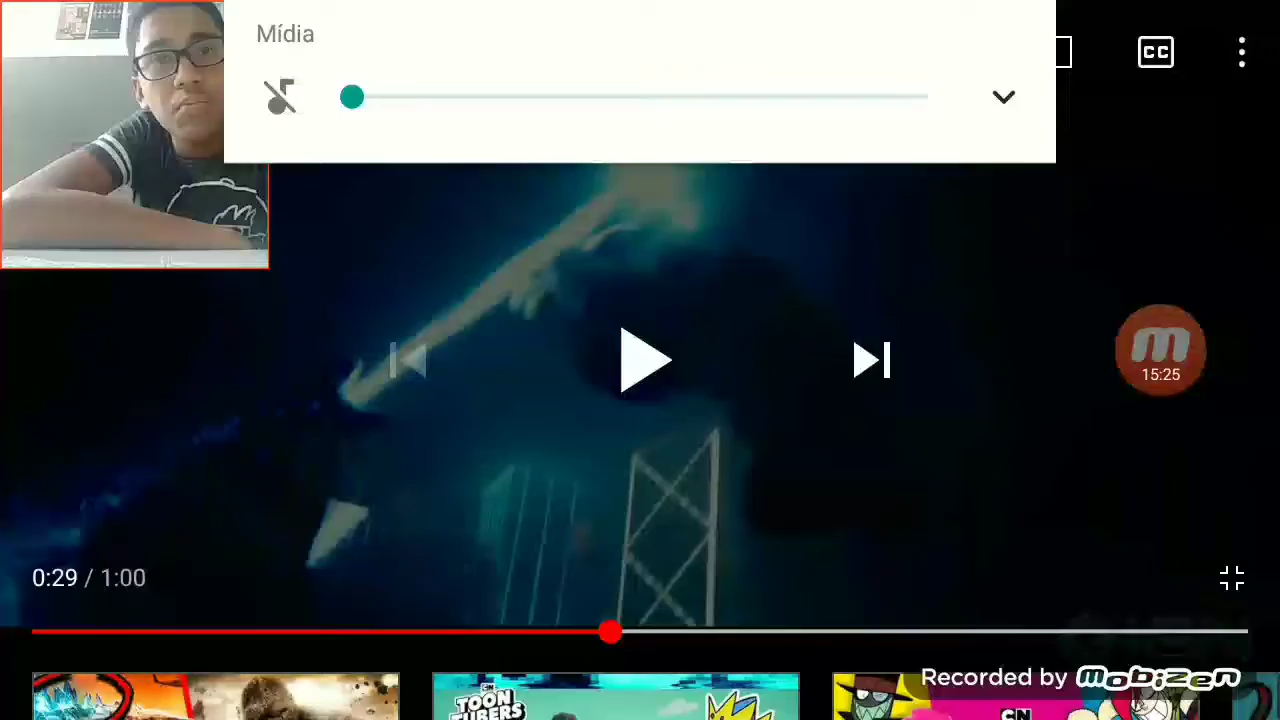 Mídia
CC
15:25
0:29 / 1:00
Recorded by mobizen
CN
TOON
TUBERS
CN